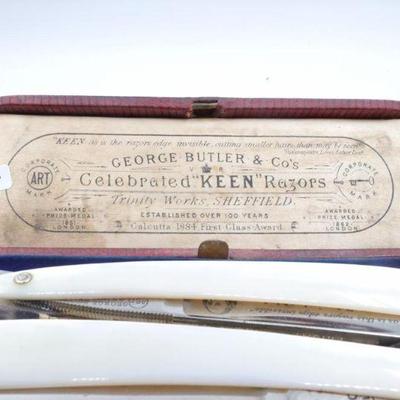 "KEEN as is the razors edge invisible, cutting smaller hairs than may be seen."
GEORGE BUTLER & Co's
V R
Celebrated "KEEN" Razors
Trinity Works, SHEFFIELD.
ESTABLISHED OVER 100 YEARS
Calcutta 1884 First Class Award.
CORPORATE
ART
MARK
AWARDED
PRIZE MEDAL
1851
LONDON
CORPORATE
MARK
AWARDED
PRIZE MEDAL
1862
LONDON